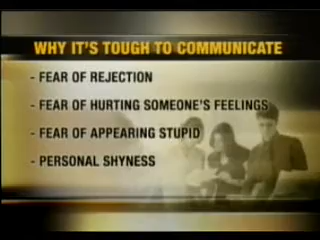 WHY IT'S TOUGH TO COMMUNICATE
- FEAR OF REJECTION
- FEAR OF HURTING SOMEONE'S FEELINGS
- FEAR OF APPEARING STUPID
- PERSONAL SHYNESS